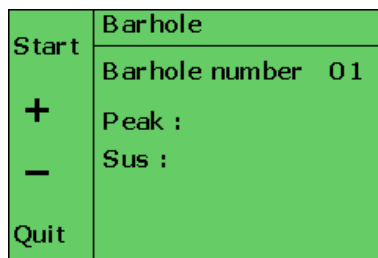 Barhole
Start
Barhole number 01
+
Peak :
Sus :
−
Quit